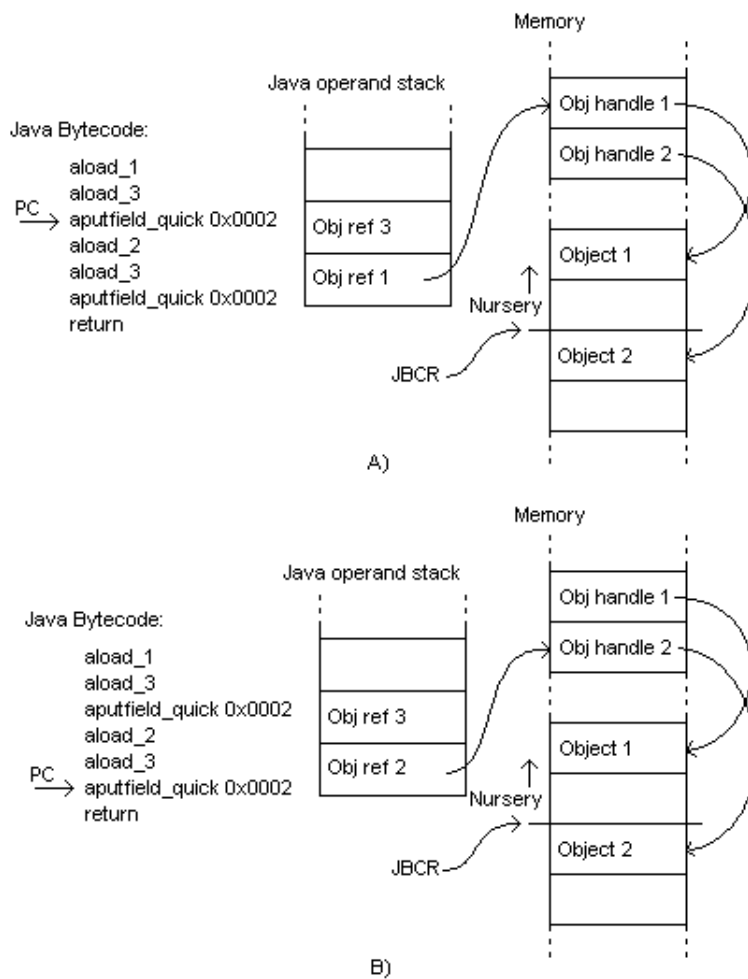 Memory
Java operand stack
Obj handle 1
Java Bytecode:
Obj handle 2
aload_1
aload_3
PC
aputfield_quick 0x0002
Obj ref 3
aload_2
Object 1
aload_3
Obj ref 1
aputfield_quick 0x0002
Nursery
return
JBCR
Object 2
A)
Memory
Java operand stack
Obj handle 1
Java Bytecode:
Obj handle 2
aload_1
aload_3
aputfield_quick 0x0002
Obj ref 3
aload_2
Object 1
aload_3
Obj ref 2
PC
aputfield_quick 0x0002
Nursery
return
JBCR
Object 2
B)